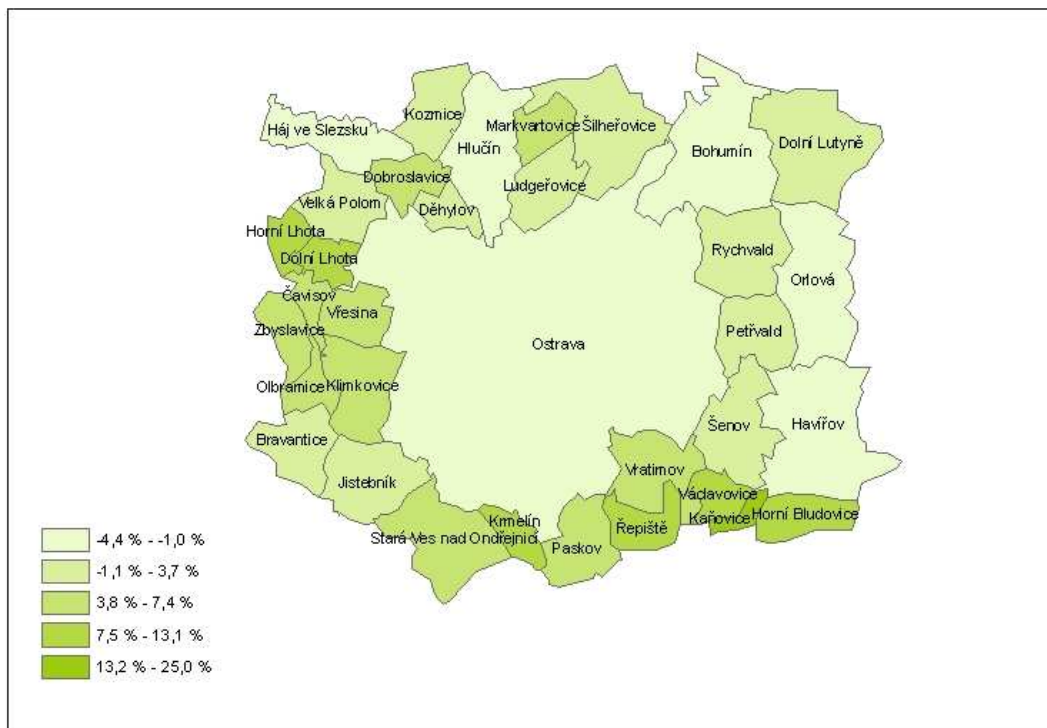 Kozmice
Háj ve Slezsku
Hlučín
Markvartovice
Šilheřovice
Bohumín
Dolní Lutyně
Dobroslavice
Ludgeřovice
Velká Polom
Děhylov
Horní Lhota
Dolní Lhota
Rychvald
Orlová
Čavisov
Vřesina
Zbyslavice
Petřvald
Ostrava
Olbramice
Klimkovice
Šenov
Havířov
Bravantice
Jistebník
Vratimov
Václavovice
Kaňovice
Horní Bludovice
Krmelín
Řepiště
Stará Ves nad Ondřejnicí
Paskov
-4,4 % - -1,0 %
-1,1 % - 3,7 %
3,8 % - 7,4 %
7,5 % - 13,1 %
13,2 % - 25,0 %